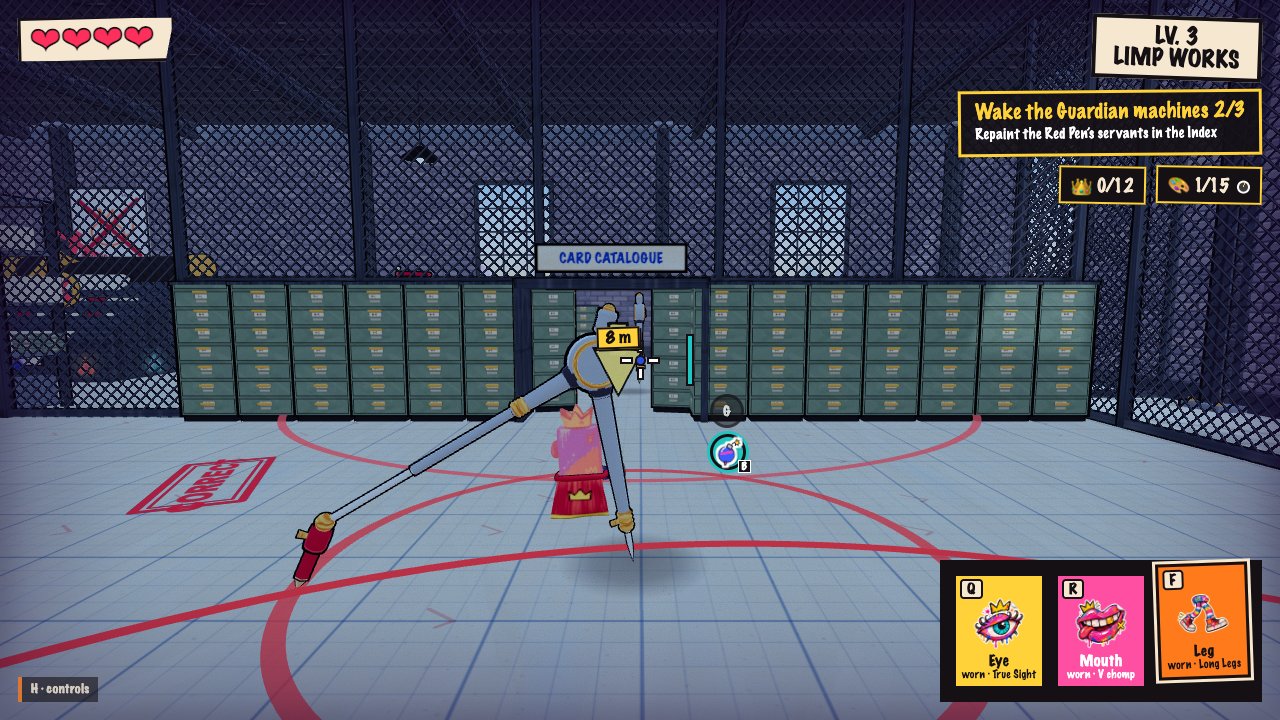 LV. 3
LIMP WORKS
Wake the Guardian machines 2/3
Repaint the Red Pen's servants in the Index
0/12
1/15
CARD CATALOGUE
8 m
G
B
CORRECT
Q
Eye
worn · True Sight
R
Mouth
worn · V chomp
F
Leg
worn · Long Legs
H · controls